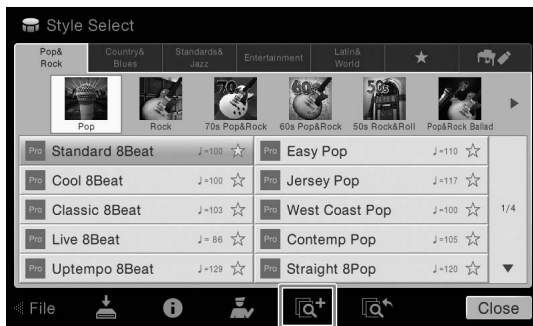 Style Select
Pop& Rock
Country& Blues
Standards& Jazz
Entertainment
Latin& World
70s
60s
50s
Pop
Rock
70s Pop&Rock
60s Pop&Rock
50s Rock&Roll
Pop&Rock Ballad
Pro Standard 8Beat ♩=100
Pro Easy Pop ♩=110
Pro Cool 8Beat ♩=100
Pro Jersey Pop ♩=117
Pro Classic 8Beat ♩=103
Pro West Coast Pop ♩=100
1/4
Pro Live 8Beat ♩= 86
Pro Contemp Pop ♩=105
Pro Uptempo 8Beat ♩=129
Pro Straight 8Pop ♩=120
File
Close